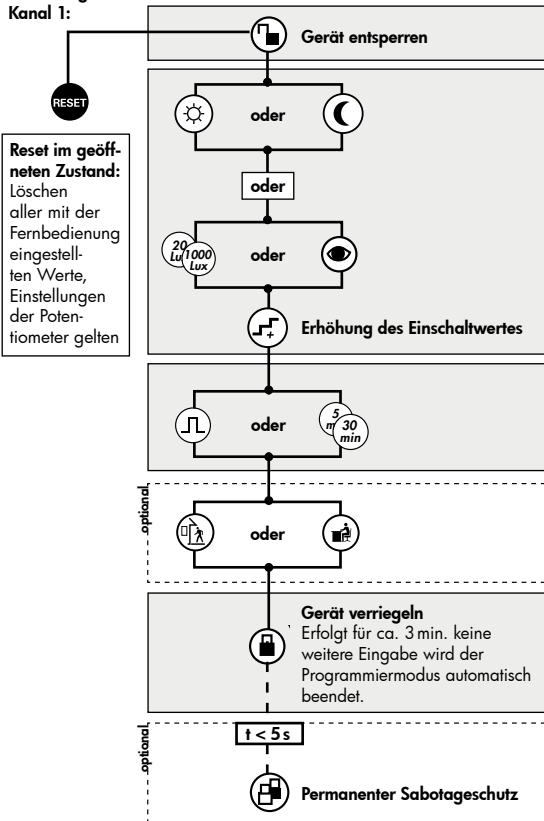 Kanal 1:
Gerät entsperren
RESET
oder
Reset im geöff-
neten Zustand:
Löschen
aller mit der
Fernbedienung
eingestell-
ten Werte,
Einstellungen
der Poten-
tiometer gelten
oder
20
Lu
1000
Lux
oder
Erhöhung des Einschaltwertes
oder
5
m
30
min
optional
oder
Gerät verriegeln
Erfolgt für ca. 3 min. keine
weitere Eingabe wird der
Programmiermodus automatisch
beendet.
optional
t < 5 s
Permanenter Sabotageschutz